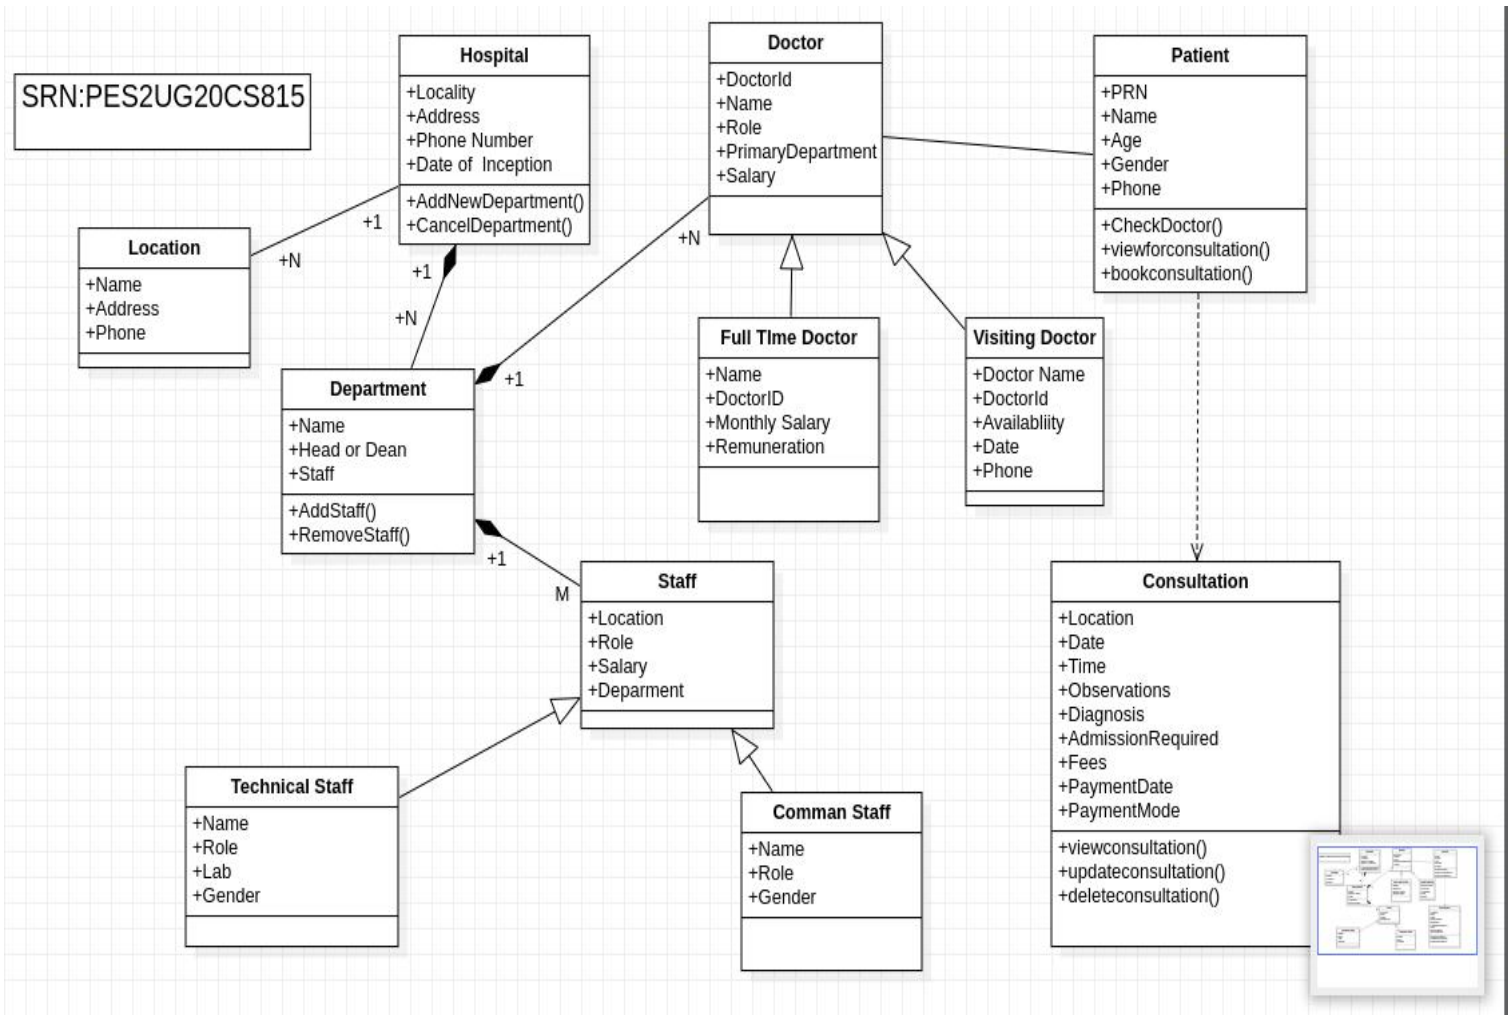 SRN:PES2UG20CS815
Hospital
+Locality
+Address
+Phone Number
+Date of  Inception
+AddNewDepartment()
+CancelDepartment()
Doctor
+DoctorId
+Name
+Role
+PrimaryDepartment
+Salary
Patient
+PRN
+Name
+Age
+Gender
+Phone
+CheckDoctor()
+viewforconsultation()
+bookconsultation()
Location
+Name
+Address
+Phone
+1
+N
+1
+N
+N
+1
Department
+Name
+Head or Dean
+Staff
+AddStaff()
+RemoveStaff()
Full TIme Doctor
+Name
+DoctorID
+Monthly Salary
+Remuneration
Visiting Doctor
+Doctor Name
+DoctorId
+Availabliity
+Date
+Phone
+1
M
Staff
+Location
+Role
+Salary
+Deparment
Consultation
+Location
+Date
+Time
+Observations
+Diagnosis
+AdmissionRequired
+Fees
+PaymentDate
+PaymentMode
+viewconsultation()
+updateconsultation()
+deleteconsultation()
Technical Staff
+Name
+Role
+Lab
+Gender
Comman Staff
+Name
+Role
+Gender